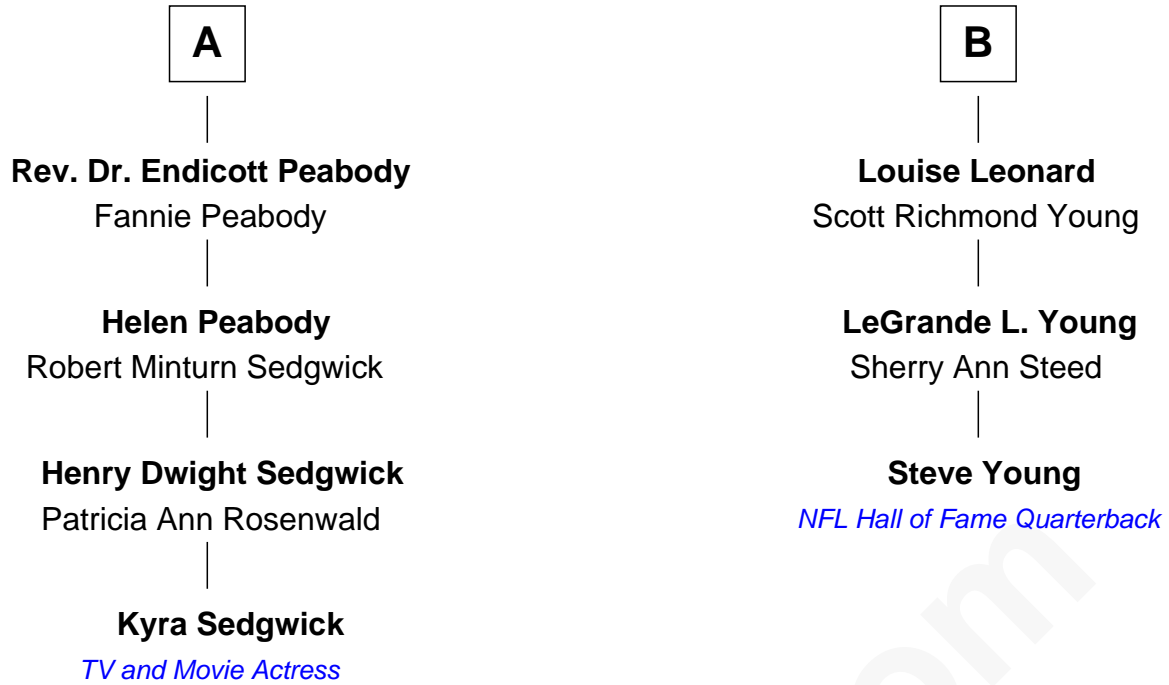 A
Rev. Dr. Endicott Peabody
Fannie Peabody
Helen Peabody
Robert Minturn Sedgwick
Henry Dwight Sedgwick
Patricia Ann Rosenwald
Kyra Sedgwick
TV and Movie Actress
B
Louise Leonard
Scott Richmond Young
LeGrande L. Young
Sherry Ann Steed
Steve Young
NFL Hall of Fame Quarterback
om